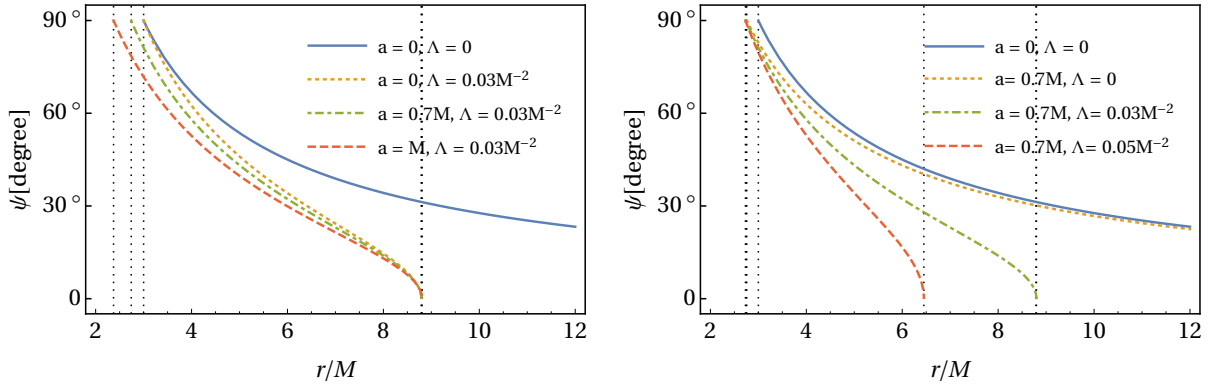 90°
60°
30°
0
ψ[degree]
a = 0, Λ = 0
a = 0, Λ = 0.03M⁻²
a = 0.7M, Λ = 0.03M⁻²
a = M, Λ = 0.03M⁻²
2 4 6 8 10 12
r/M
90°
60°
30°
0
ψ[degree]
a = 0, Λ = 0
a= 0.7M, Λ = 0
a= 0.7M, Λ = 0.03M⁻²
a= 0.7M, Λ = 0.05M⁻²
2 4 6 8 10 12
r/M